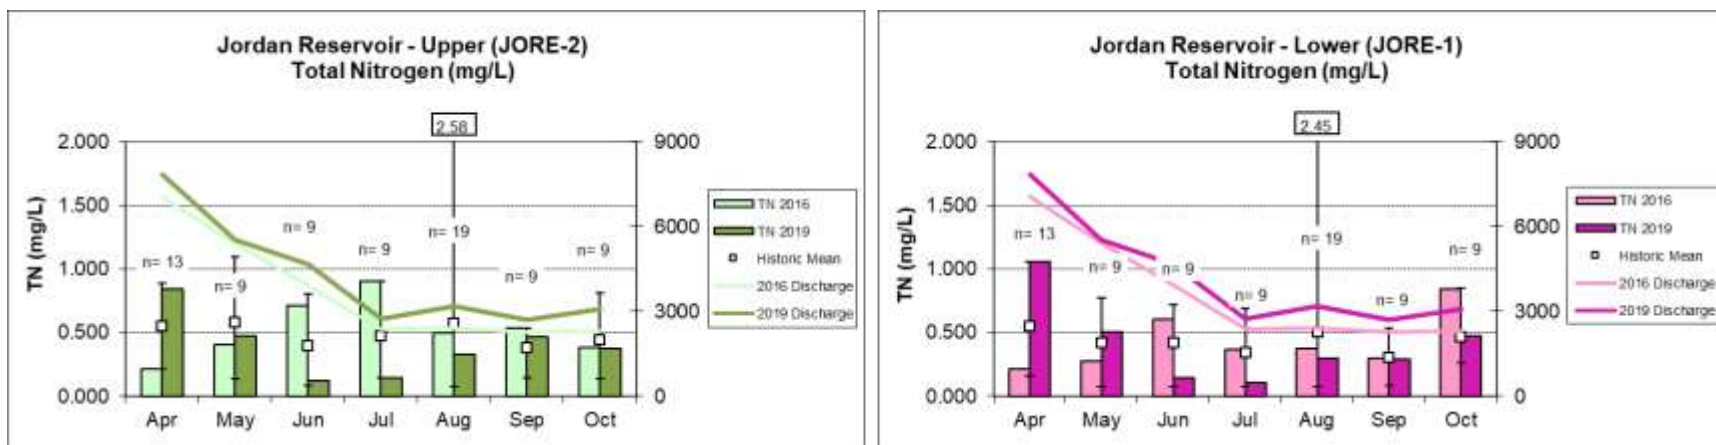 Jordan Reservoir - Upper (JORE-2)
Total Nitrogen (mg/L)
2.58
TN (mg/L)
2.000
1.500
1.000
0.500
0.000
9000
6000
3000
0
n= 13
n= 9
n= 9
n= 9
n= 19
n= 9
n= 9
Apr May Jun Jul Aug Sep Oct
TN 2016
TN 2019
Historic Mean
2016 Discharge
2019 Discharge
Jordan Reservoir - Lower (JORE-1)
Total Nitrogen (mg/L)
2.45
TN (mg/L)
2.000
1.500
1.000
0.500
0.000
9000
6000
3000
0
n= 13
n= 9
n= 9
n= 9
n= 19
n= 9
n= 9
Apr May Jun Jul Aug Sep Oct
TN 2016
TN 2019
Historic Mean
2016 Discharge
2019 Discharge